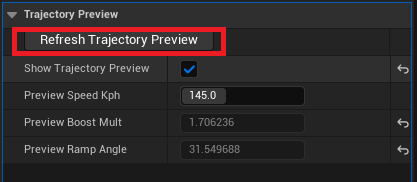 Trajectory Preview
Refresh Trajectory Preview
Show Trajectory Preview
Preview Speed Kph 145.0
Preview Boost Mult 1.706236
Preview Ramp Angle 31.549688